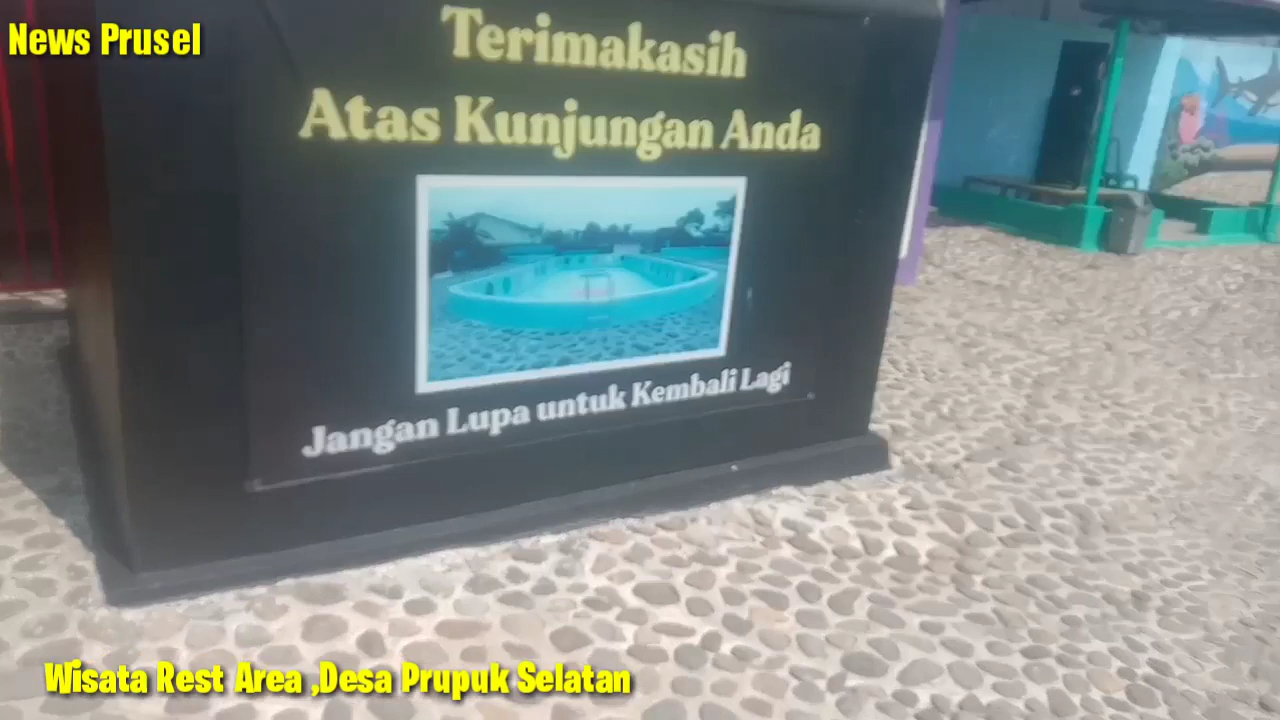 News Prusel
Terimakasih
Atas Kunjungan Anda
Jangan Lupa untuk Kembali Lagi
Wisata Rest Area ,Desa Prupuk Selatan